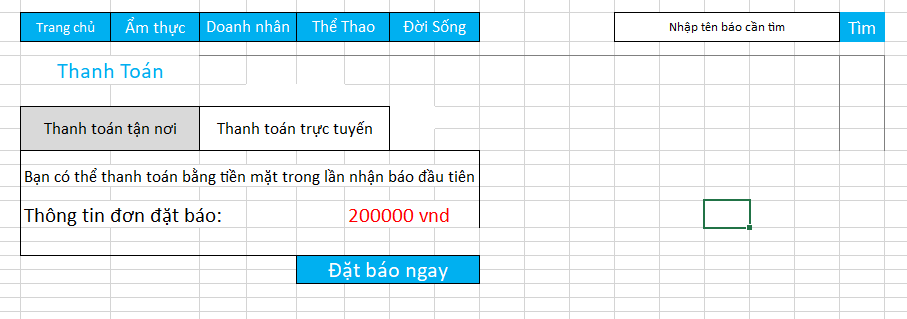 Trang chủ Ẩm thực Doanh nhân Thể Thao Đời Sống Nhập tên báo cần tìm Tìm
Thanh Toán
Thanh toán tận nơi Thanh toán trực tuyến
Bạn có thể thanh toán bằng tiền mặt trong lần nhận báo đầu tiên
Thông tin đơn đặt báo: 200000 vnd
Đặt báo ngay